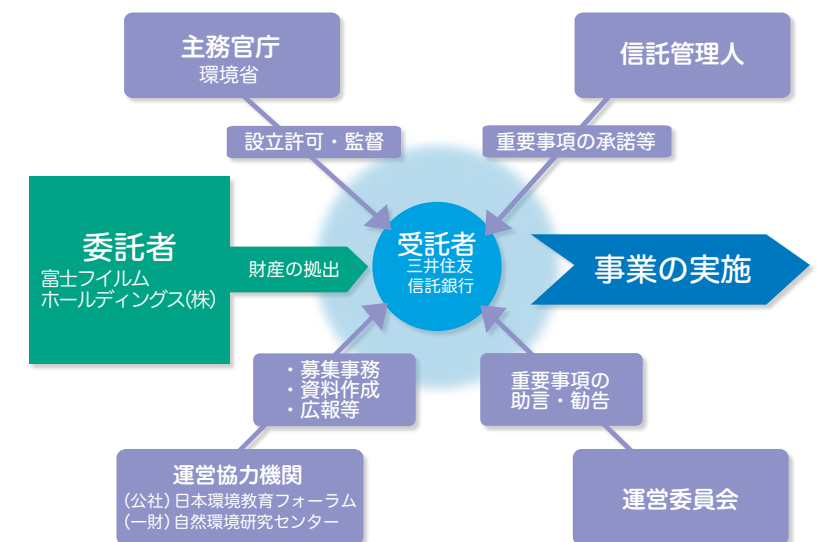 主務官庁
環境省
信託管理人
設立許可・監督
重要事項の承諾等
委託者
富士フイルム
ホールディングス(株)
財産の拠出
受託者
三井住友
信託銀行
事業の実施
・募集事務
・資料作成
・広報等
重要事項の
助言・勧告
運営協力機関
(公社)日本環境教育フォーラム
(一財)自然環境研究センター
運営委員会